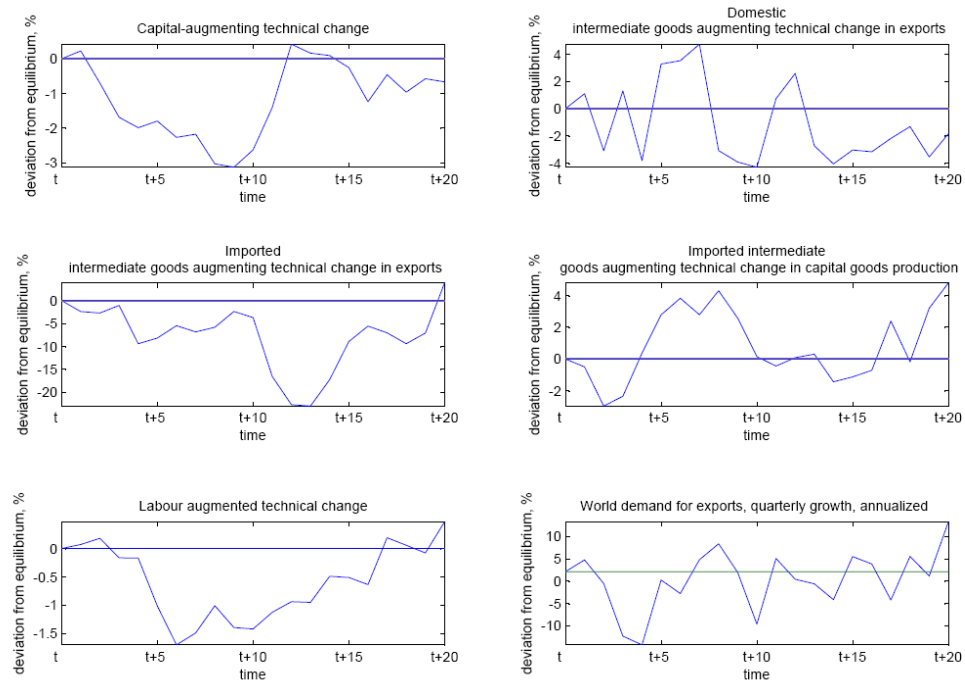 Capital-augmenting technical change
deviation from equilibrium, %
0
-1
-2
-3
t
t+5
t+10
t+15
t+20
time
Domestic
intermediate goods augmenting technical change in exports
deviation from equilibrium, %
4
2
0
-2
-4
t
t+5
t+10
t+15
t+20
time
Imported
intermediate goods augmenting technical change in exports
deviation from equilibrium, %
0
-5
-10
-15
-20
t
t+5
t+10
t+15
t+20
time
Imported intermediate
goods augmenting technical change in capital goods production
deviation from equilibrium, %
4
2
0
-2
t
t+5
t+10
t+15
t+20
time
Labour augmented technical change
deviation from equilibrium, %
0
-0.5
-1
-1.5
t
t+5
t+10
t+15
t+20
time
World demand for exports, quarterly growth, annualized
deviation from equilibrium, %
10
5
0
-5
-10
t
t+5
t+10
t+15
t+20
time